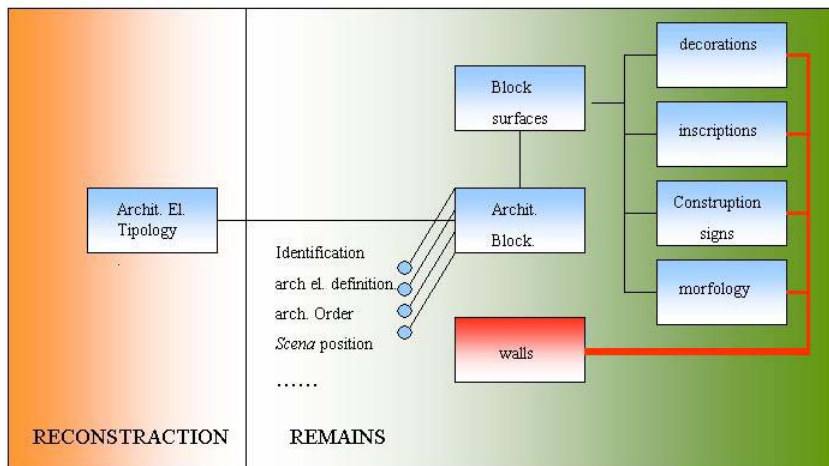 decorations
Block
surfaces
inscriptions
Archit. El.
Tipology
.
Archit.
Block.
Construption
signs
Identification
arch el. definition
arch. Order
Scena position
……
morfology
walls
RECONSTRACTION
REMAINS